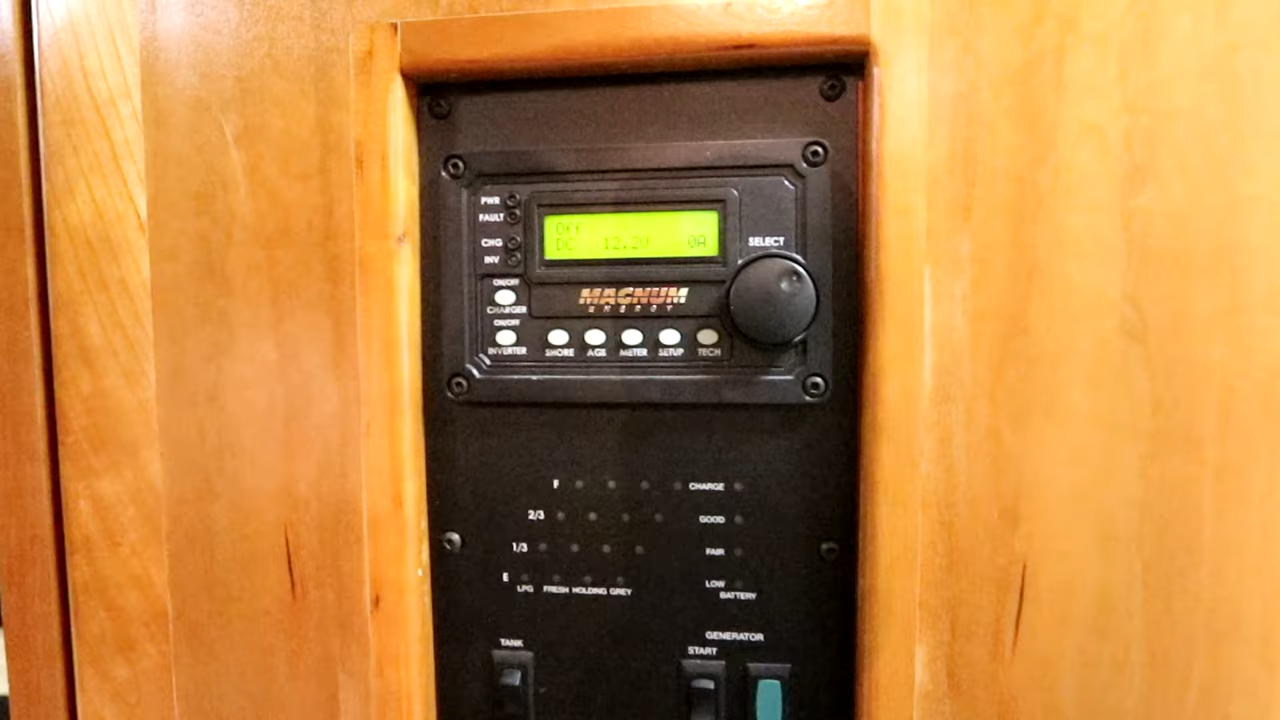 PWR
FAULT
CHG
INV
Off
DC 12.2V 0A
SELECT
ON/OFF
CHARGER
MAGNUM
ENERGY
ON/OFF
INVERTER
SHORE AGS METER SETUP TECH
F
CHARGE
2/3
GOOD
1/3
FAIR
E
LOW
LPG FRESH HOLDING GREY
BATTERY
GENERATOR
TANK
START